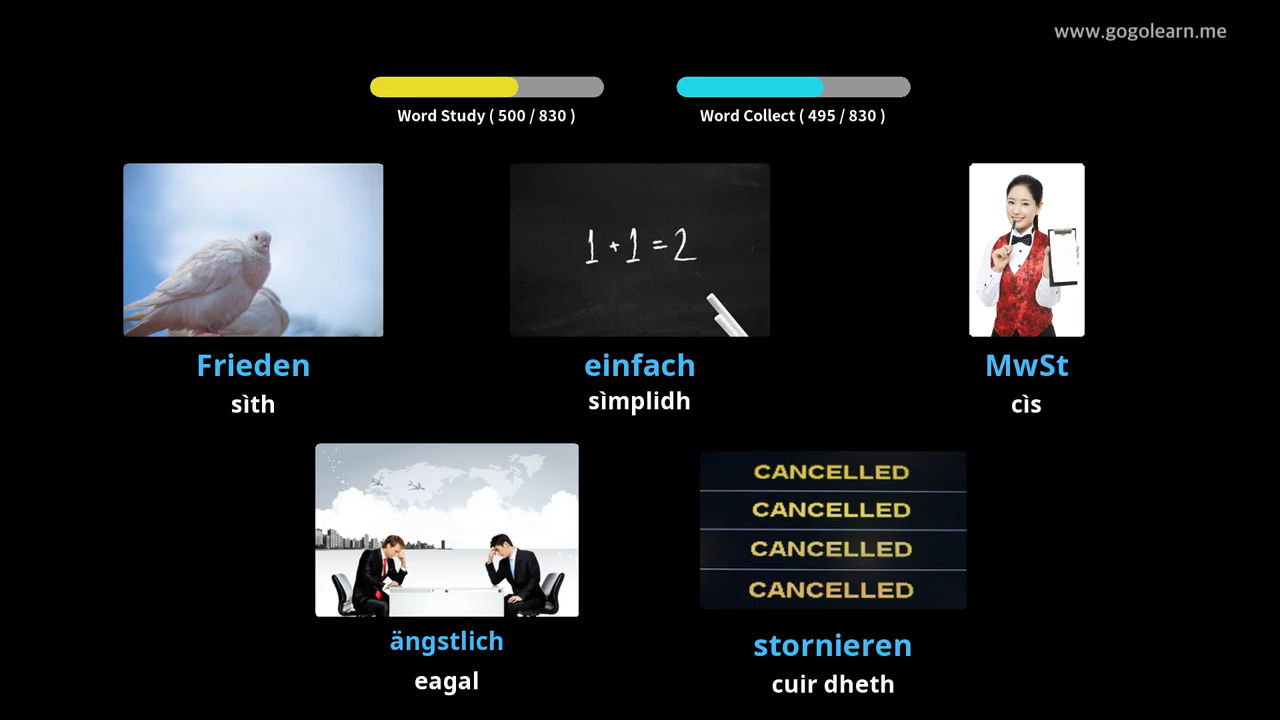 www.gogolearn.me
Word Study ( 500 / 830 )
Word Collect ( 495 / 830 )
1 + 1 = 2
Frieden
sìth
einfach
sìmplidh
MwSt
cìs
CANCELLED
CANCELLED
CANCELLED
CANCELLED
ängstlich
eagal
stornieren
cuir dheth